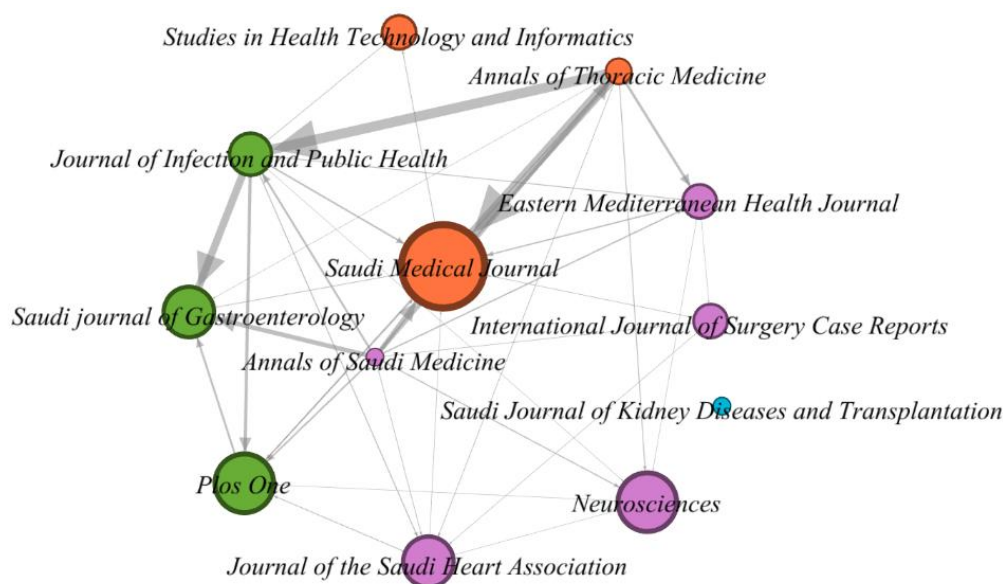 Studies in Health Technology and Informatics
Annals of Thoracic Medicine
Journal of Infection and Public Health
Eastern Mediterranean Health Journal
Saudi Medical Journal
Saudi journal of Gastroenterology
International Journal of Surgery Case Reports
Annals of Saudi Medicine
Saudi Journal of Kidney Diseases and Transplantation
Plos One
Neurosciences
Journal of the Saudi Heart Association